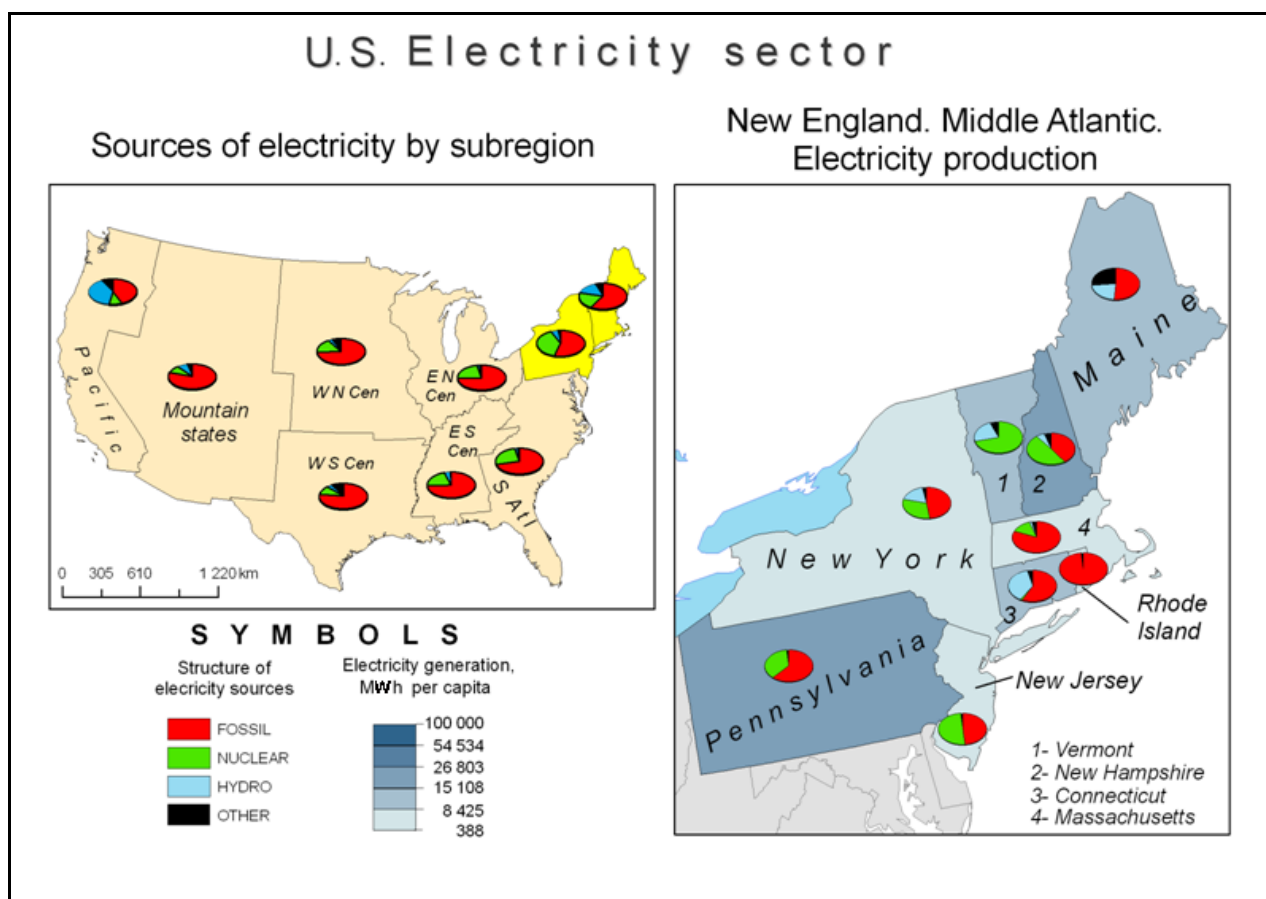 U.S. Electricity sector
Sources of electricity by subregion
New England. Middle Atlantic.
Electricity production
Pacific
Mountain
states
W N Cen
E N
Cen
E S
Cen
W S Cen
S Atl
0 305 610 1 220 km
Maine
1
2
4
New York
3
Rhode
Island
Pennsylvania
New Jersey
1- Vermont
2- New Hampshire
3- Connecticut
4- Massachusetts
SYMBOLS
Structure of
elecricity sources
FOSSIL
NUCLEAR
HYDRO
OTHER
Electricity generation,
MWh per capita
100 000
54 534
26 803
15 108
8 425
388